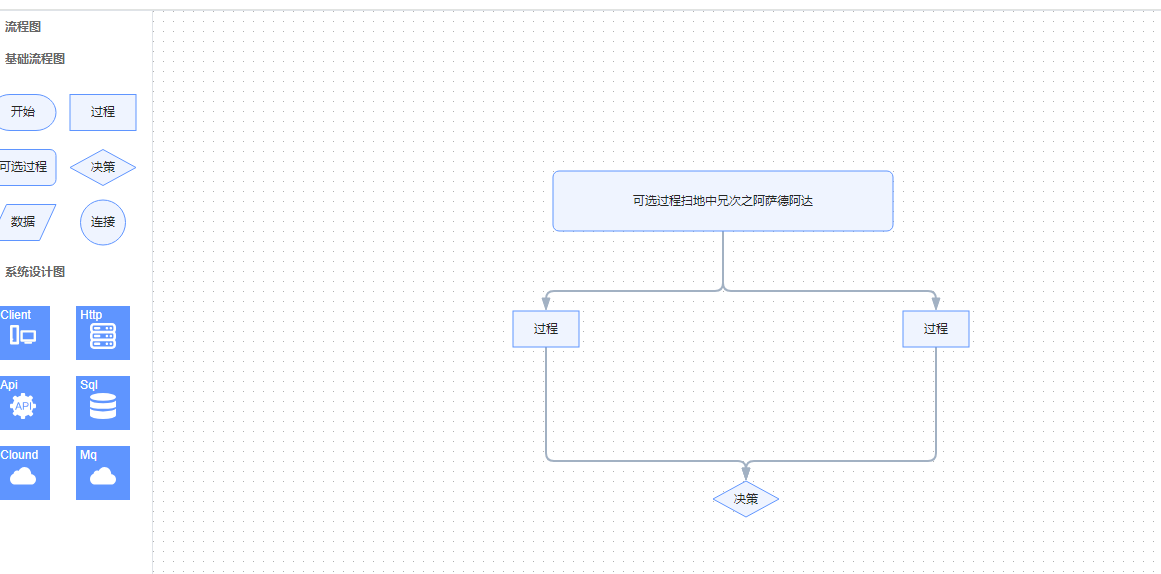 流程图
基础流程图
开始
过程
可选过程
决策
数据
连接
系统设计图
Client
Http
Api
API
Sql
Clound
Mq
可选过程扫地中兄次之阿萨德阿达
过程
过程
决策